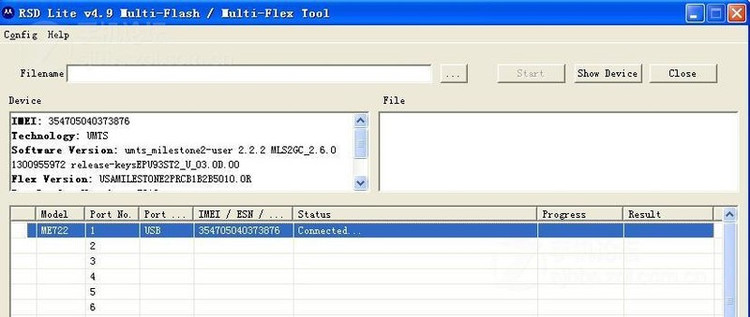 RSD Lite v4.9 Multi-Flash / Multi-Flex Tool
Config Help
Filename ... Start Show Device Close
Device File
IMEI: 354705040373876
Technology: UMTS
Software Version: umts_milestone2-user 2.2.2 MLS2GC_2.6.0
1300955972 release-keysEPU93ST2_U_03.0D.00
Flex Version: USAMILESTONE2PRCB1B2B5010.0R
Model Port No. Port ... IMEI / ESN / ... Status Progress Result
ME722 1 USB 354705040373876 Connected...
2
3
4
5
6